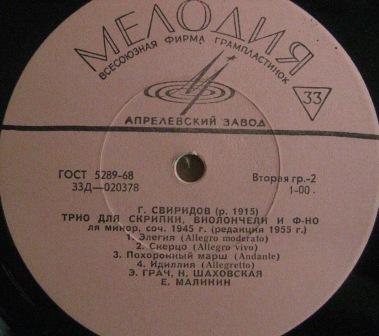 МЕЛОДИЯ
ВСЕСОЮЗНАЯ ФИРМА ГРАМПЛАСТИНОК
33
АПРЕЛЕВСКИЙ ЗАВОД
ГОСТ 5289-68
33Д—020378
Вторая гр.-2
1-00
Г. СВИРИДОВ (р. 1915)
ТРИО ДЛЯ СКРИПКИ, ВИОЛОНЧЕЛИ И Ф-НО
ля минор, соч. 1945 г. (редакция 1955 г.)
1. Элегия (Allegro moderato)
2. Скерцо (Allegro vivo)
3. Похоронный марш (Andante)
4. Идиллия (Allegretto)
Э. ГРАЧ, Н. ШАХОВСКАЯ
Е. МАЛИНИН